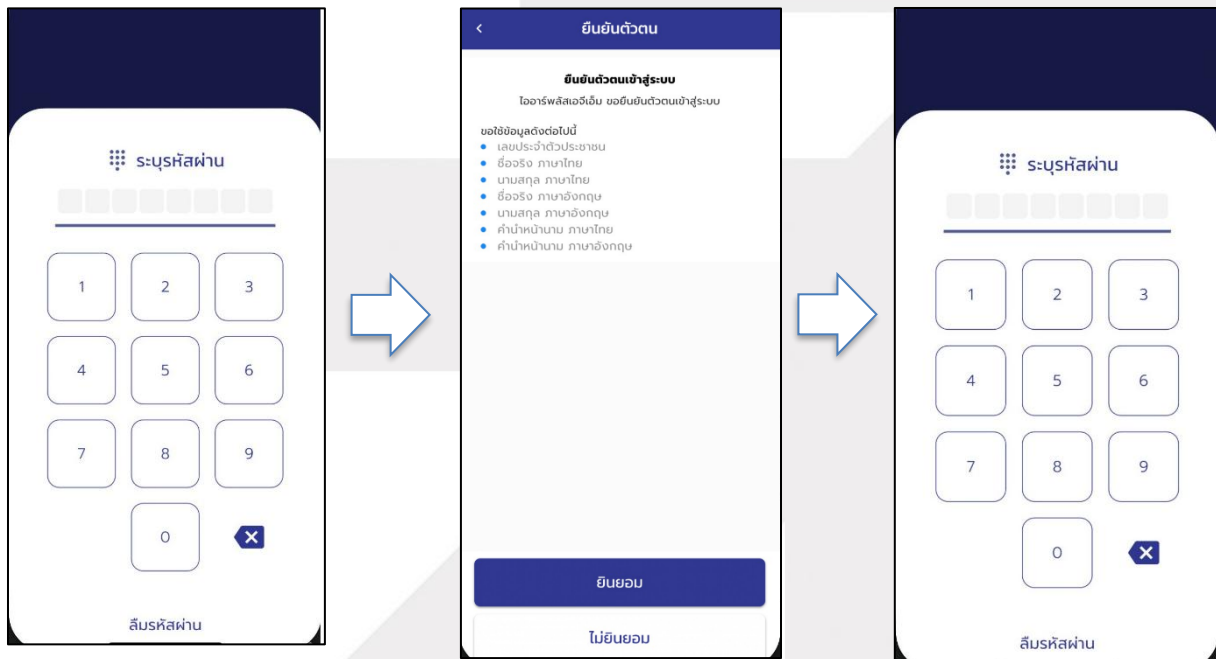 ระบุรหัสผ่าน
1 2 3
4 5 6
7 8 9
0
ลืมรหัสผ่าน
ยืนยันตัวตน
ยืนยันตัวตนเข้าสู่ระบบ
ไออาร์พลัสเอจีเอ็ม ขอยืนยันตัวตนเข้าสู่ระบบ
ขอใช้ข้อมูลดังต่อไปนี้
เลขประจำตัวประชาชน
ชื่อจริง ภาษาไทย
นามสกุล ภาษาไทย
ชื่อจริง ภาษาอังกฤษ
นามสกุล ภาษาอังกฤษ
คำนำหน้านาม ภาษาไทย
คำนำหน้านาม ภาษาอังกฤษ
ยินยอม
ไม่ยินยอม
ระบุรหัสผ่าน
1 2 3
4 5 6
7 8 9
0
ลืมรหัสผ่าน